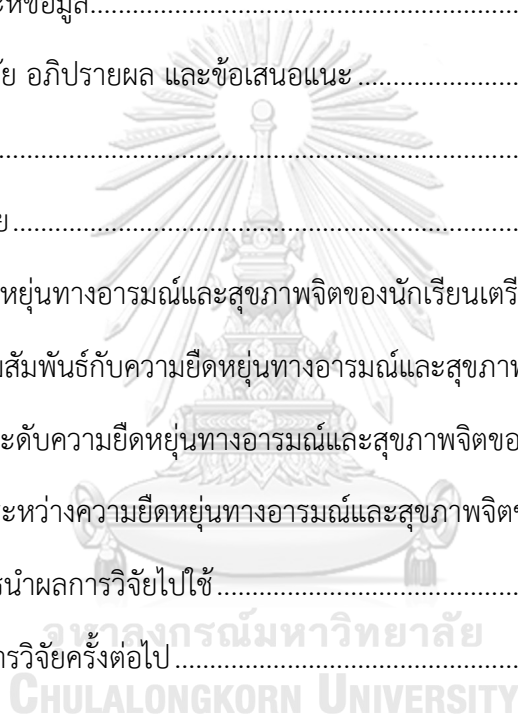 ะห์ข้อมูล................................................................
ัย อภิปรายผล และข้อเสนอแนะ........................
................................................................
ย................................................................
หยุ่นทางอารมณ์และสุขภาพจิตของนักเรียนเตรี
มสัมพันธ์กับความยืดหยุ่นทางอารมณ์และสุขภาพ
ะดับความยืดหยุ่นทางอารมณ์และสุขภาพจิตขอ
ะหว่างความยืดหยุ่นทางอารมณ์และสุขภาพจิตข
รนำผลการวิจัยไปใช้................................................
จุฬาลงกรณ์มหาวิทยาลัย
ารวิจัยครั้งต่อไป................................................
CHULALONGKORN UNIVERSITY